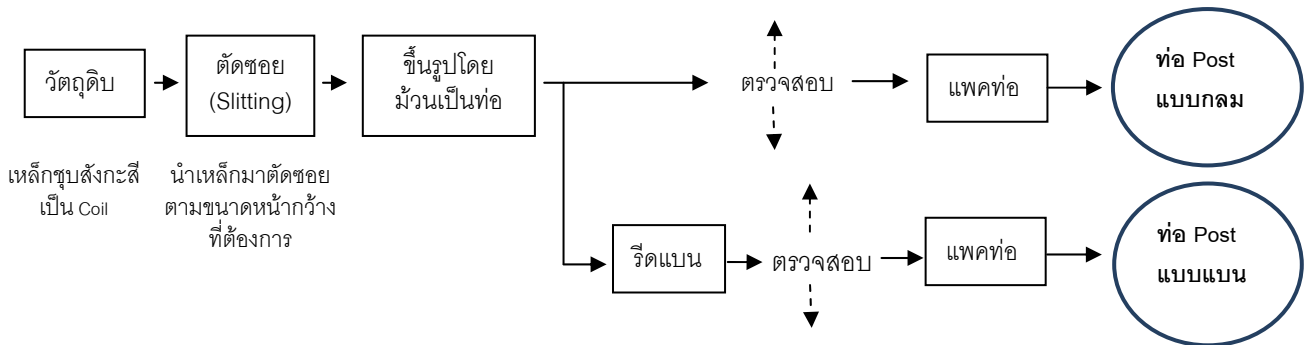 วัตถุดิบ
ตัดซอย
(Slitting)
ขึ้นรูปโดย
ม้วนเป็นท่อ
ตรวจสอบ
แพคท่อ
ท่อ Post
แบบกลม
เหล็กชุบสังกะสี
เป็น Coil
นำเหล็กมาตัดซอย
ตามขนาดหน้ากว้าง
ที่ต้องการ
รีดแบน
ตรวจสอบ
แพคท่อ
ท่อ Post
แบบแบน